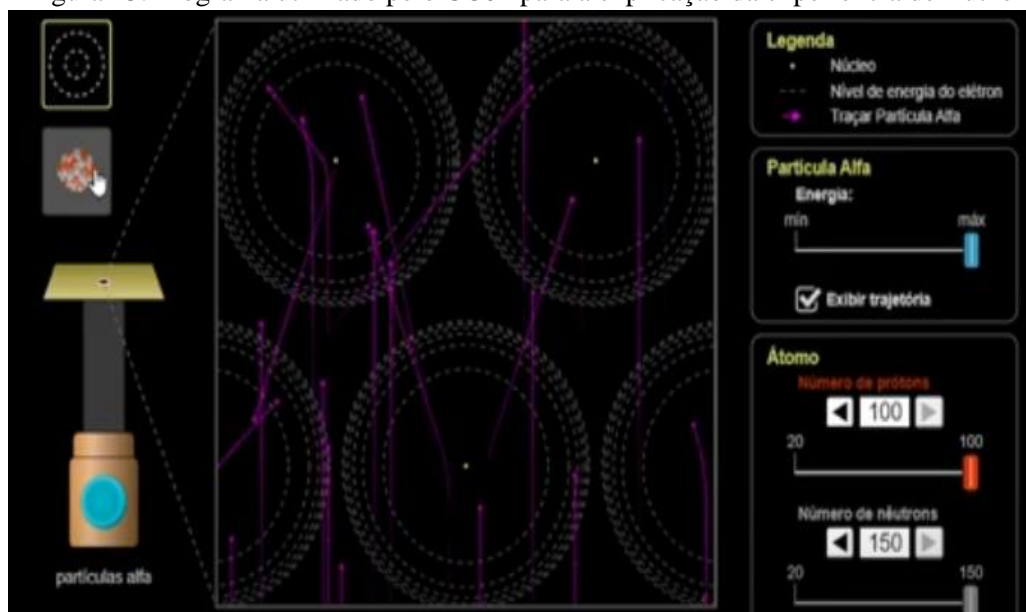 Legenda
Núcleo
Nível de energia do elétron
Traçar Partícula Alfa
Partícula Alfa
Energia:
mín máx
Exibir trajetória
Átomo
Número de prótons
100
20 100
Número de nêutrons
150
20 150
partículas alfa